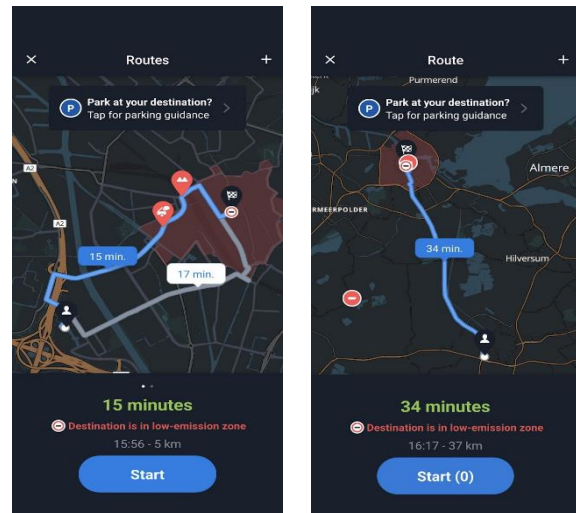 × Routes +
P Park at your destination? >
Tap for parking guidance
A2
N
A2
15 min.
17 min.
15 minutes
Destination is in low-emission zone
15:56 - 5 km
Start
× Route +
Purmerend
jk
P Park at your destination? >
Tap for parking guidance
Almere
RMEERPOLDER
34 min.
Hilversum
34 minutes
Destination is in low-emission zone
16:17 - 37 km
Start (0)